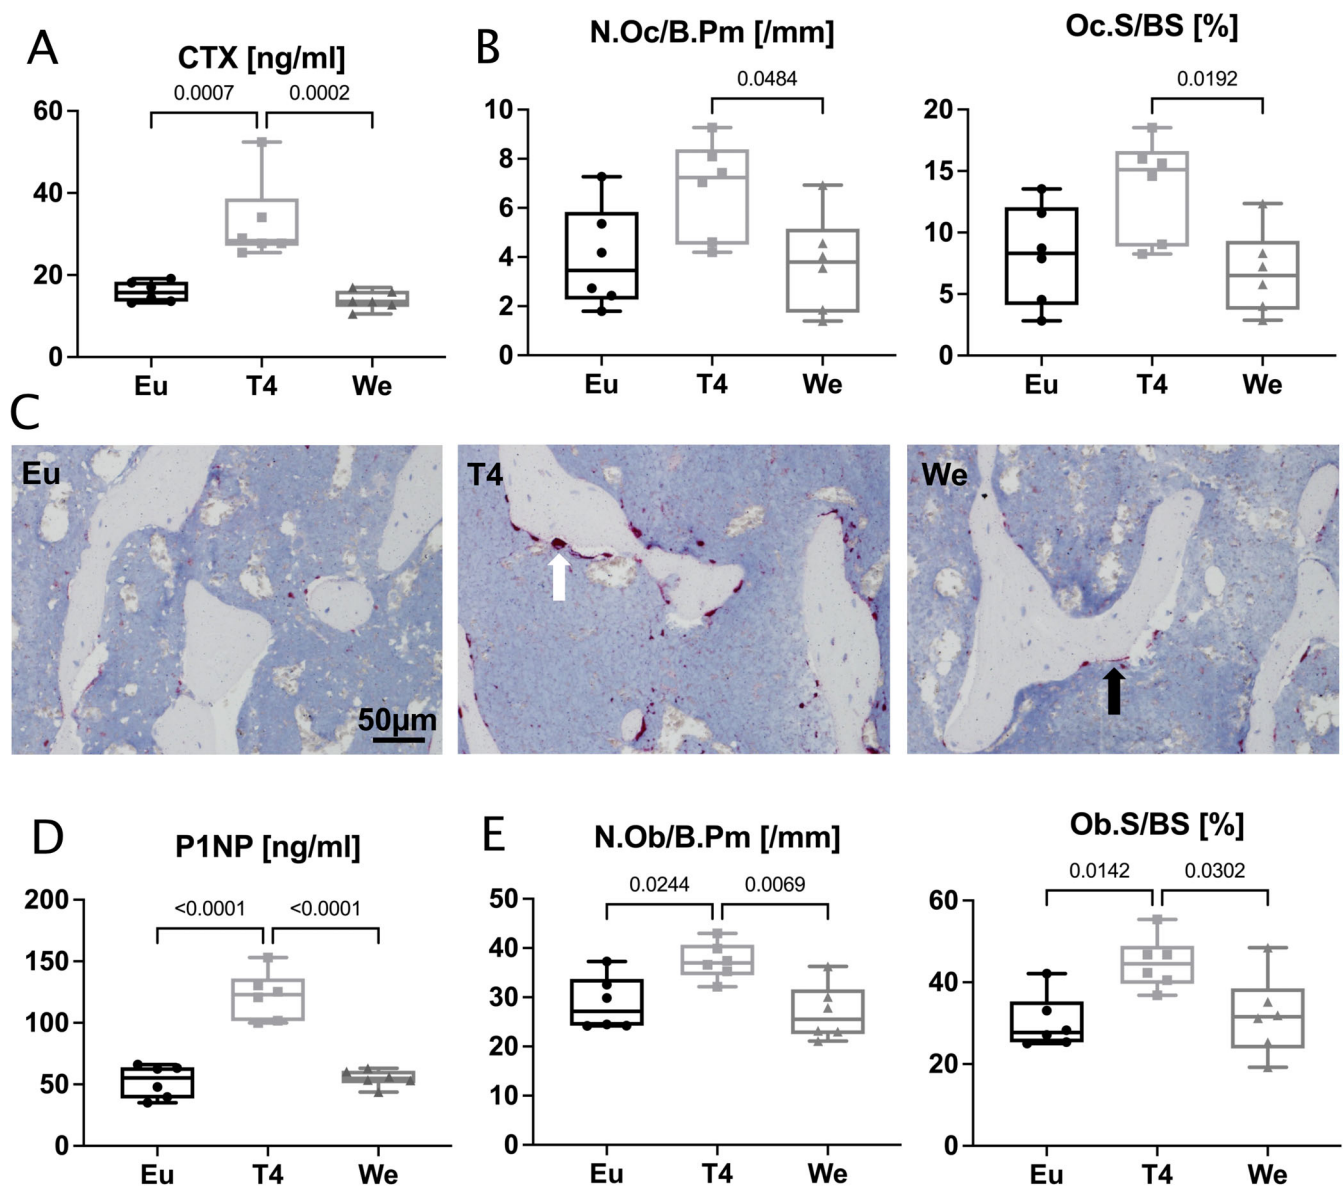 A
CTX [ng/ml]
0.0007
0.0002
60
40
20
0
Eu
T4
We
B
N.Oc/B.Pm [/mm]
0.0484
10
8
6
4
2
0
Eu
T4
We
Oc.S/BS [%]
0.0192
20
15
10
5
0
Eu
T4
We
C
Eu
50µm
T4
We
D
P1NP [ng/ml]
<0.0001
<0.0001
200
150
100
50
0
Eu
T4
We
E
N.Ob/B.Pm [/mm]
0.0244
0.0069
50
40
30
20
10
0
Eu
T4
We
Ob.S/BS [%]
0.0142
0.0302
60
40
20
0
Eu
T4
We